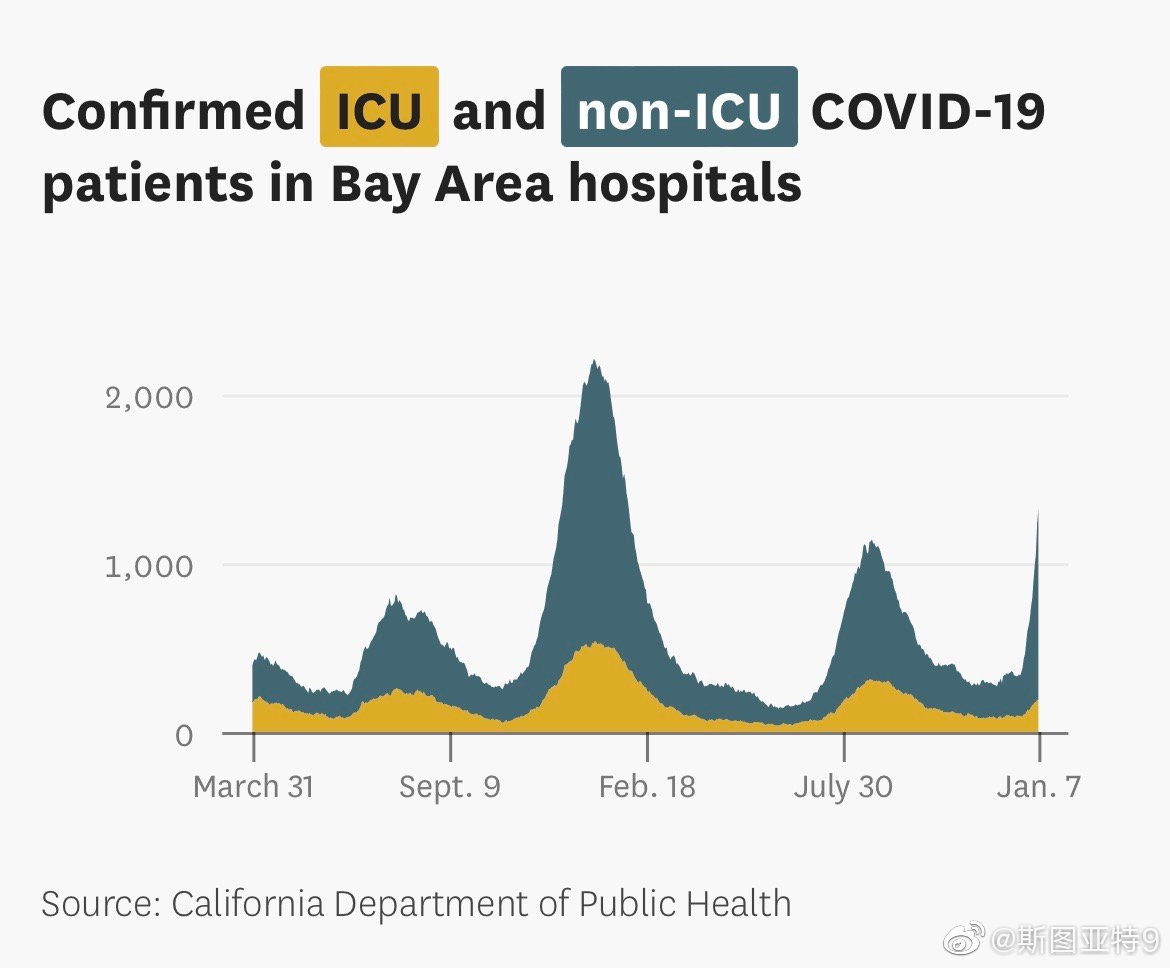 Confirmed ICU and non-ICU COVID-19
patients in Bay Area hospitals
2,000
1,000
0
March 31 Sept. 9 Feb. 18 July 30 Jan. 7
Source: California Department of Public Health
@斯图亚特9